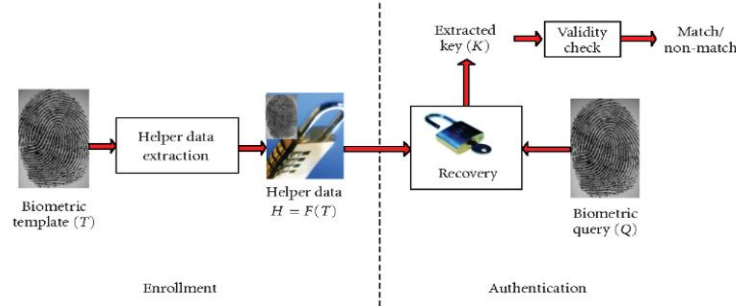 Biometric
template (T)
Helper data
extraction
Helper data
H = F(T)
Enrollment
Extracted
key (K)
Validity
check
Match/
non-match
Recovery
Biometric
query (Q)
Authentication